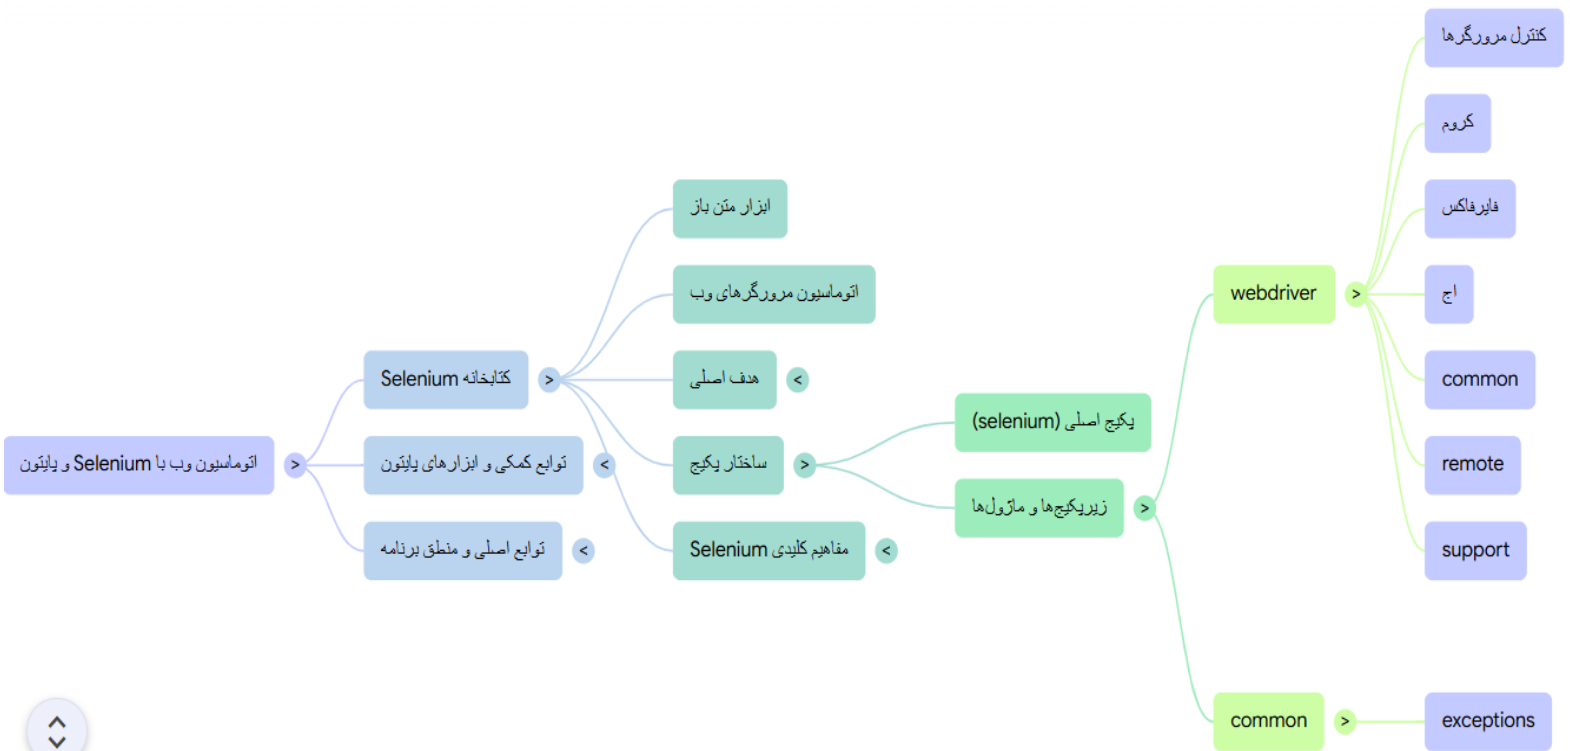 اتوماسیون وب با Selenium و پایتون
کتابخانه Selenium
توابع کمکی و ابزارهای پایتون
توابع اصلی و منطق برنامه
ابزار متن باز
اتوماسیون مرورگرهای وب
هدف اصلی
ساختار پکیج
مفاهیم کلیدی Selenium
پکیج اصلی (selenium)
زیرپکیج‌ها و ماژول‌ها
webdriver
common
کنترل مرورگرها
کروم
فایرفاکس
اج
common
remote
support
exceptions